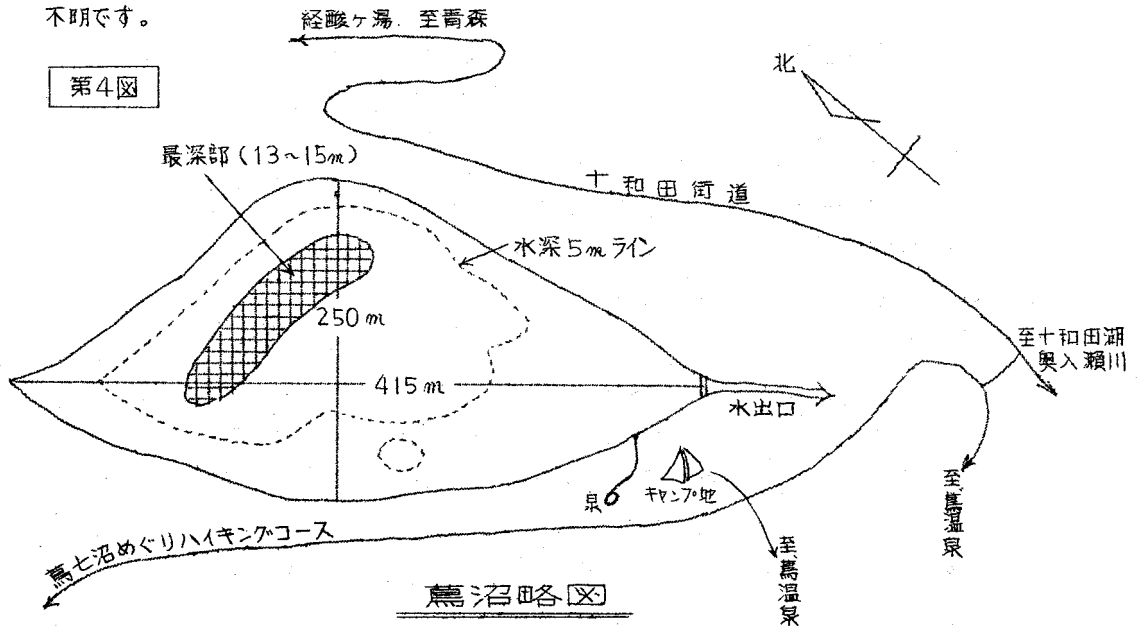 不明です。
経酸ヶ湯. 至青森
第4図
北
最深部(13~15m)
十和田街道
水深5mライン
250m
415m
至十和田湖
奥入瀬川
水出口
泉
キャンプ地
至蔦温泉
至蔦温泉
蔦七沼めぐりハイキングコース
蔦沼略図